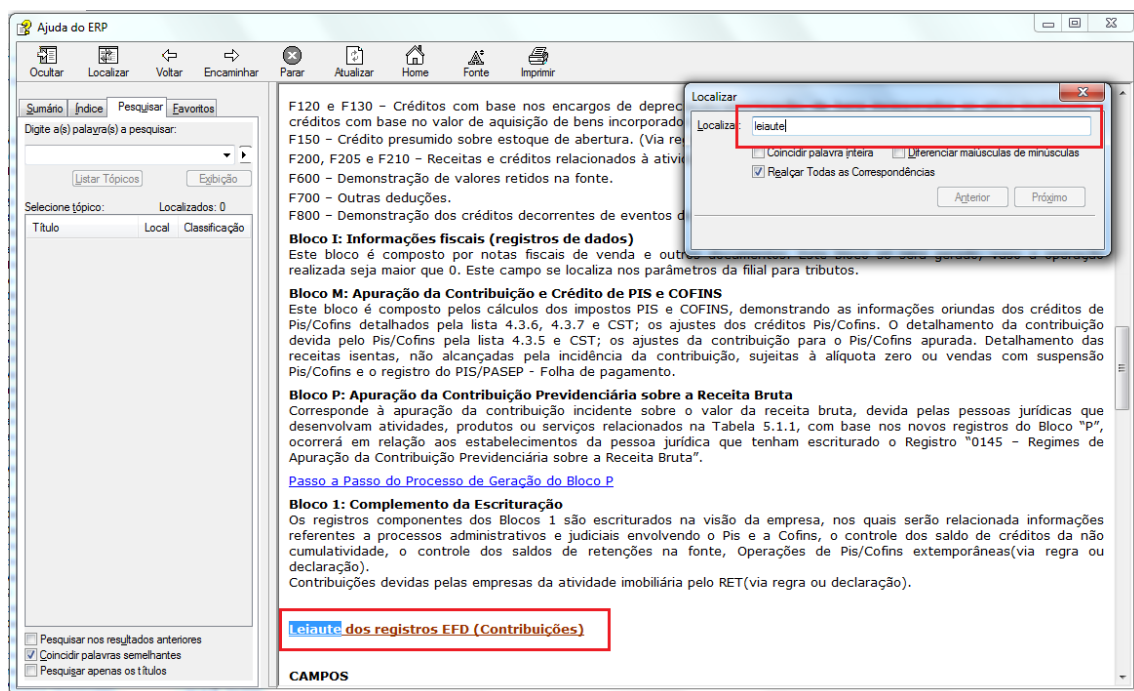 Ajuda do ERP
Ocultar Localizar Voltar Encaminhar Parar Atualizar Home Fonte Imprimir
Sumário Índice Pesquisar Favoritos
Digite a(s) palavra(s) a pesquisar:
Listar Tópicos Exibição
Selecione tópico: Localizados: 0
Título Local Classificação
Pesquisar nos resultados anteriores
Coincidir palavras semelhantes
Pesquisar apenas os títulos
Localizar
Localizar: leiaute
Coincidir palavra inteira Diferenciar maiúsculas de minúsculas
Realçar Todas as Correspondências
Anterior Próximo
F120 e F130 – Créditos com base nos encargos de deprec
créditos com base no valor de aquisição de bens incorporado
F150 – Crédito presumido sobre estoque de abertura. (Via re
F200, F205 e F210 – Receitas e créditos relacionados à ativi
F600 – Demonstração de valores retidos na fonte.
F700 – Outras deduções.
F800 – Demonstração dos créditos decorrentes de eventos d
Bloco I: Informações fiscais (registros de dados)
Este bloco é composto por notas fiscais de venda e outros
realizada seja maior que 0. Este campo se localiza nos parâmetros da filial para tributos.
Bloco M: Apuração da Contribuição e Crédito de PIS e COFINS
Este bloco é composto pelos cálculos dos impostos PIS e COFINS, demonstrando as informações oriundas dos créditos de
Pis/Cofins detalhados pela lista 4.3.6, 4.3.7 e CST; os ajustes dos créditos Pis/Cofins. O detalhamento da contribuição
devida pelo Pis/Cofins pela lista 4.3.5 e CST; os ajustes da contribuição para o Pis/Cofins apurada. Detalhamento das
receitas isentas, não alcançadas pela incidência da contribuição, sujeitas à alíquota zero ou vendas com suspensão
Pis/Cofins e o registro do PIS/PASEP - Folha de pagamento.
Bloco P: Apuração da Contribuição Previdenciária sobre a Receita Bruta
Corresponde à apuração da contribuição incidente sobre o valor da receita bruta, devida pelas pessoas jurídicas que
desenvolvam atividades, produtos ou serviços relacionados na Tabela 5.1.1, com base nos novos registros do Bloco “P”,
ocorrerá em relação aos estabelecimentos da pessoa jurídica que tenham escriturado o Registro “0145 – Regimes de
Apuração da Contribuição Previdenciária sobre a Receita Bruta”.
Passo a Passo do Processo de Geração do Bloco P
Bloco 1: Complemento da Escrituração
Os registros componentes dos Blocos 1 são escriturados na visão da empresa, nos quais serão relacionada informações
referentes a processos administrativos e judiciais envolvendo o Pis e a Cofins, o controle dos saldo de créditos da não
cumulatividade, o controle dos saldos de retenções na fonte, Operações de Pis/Cofins extemporâneas(via regra ou
declaração).
Contribuições devidas pelas empresas da atividade imobiliária pelo RET(via regra ou declaração).
Leiaute dos registros EFD (Contribuições)
CAMPOS